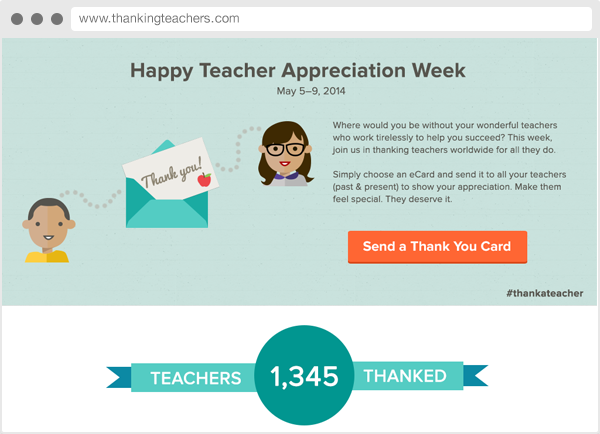 www.thankingteachers.com
Happy Teacher Appreciation Week
May 5–9, 2014
Where would you be without your wonderful teachers
who work tirelessly to help you succeed? This week,
join us in thanking teachers worldwide for all they do.
Simply choose an eCard and send it to all your teachers
(past & present) to show your appreciation. Make them
feel special. They deserve it.
Thank you!
Send a Thank You Card
#thankateacher
TEACHERS 1,345 THANKED